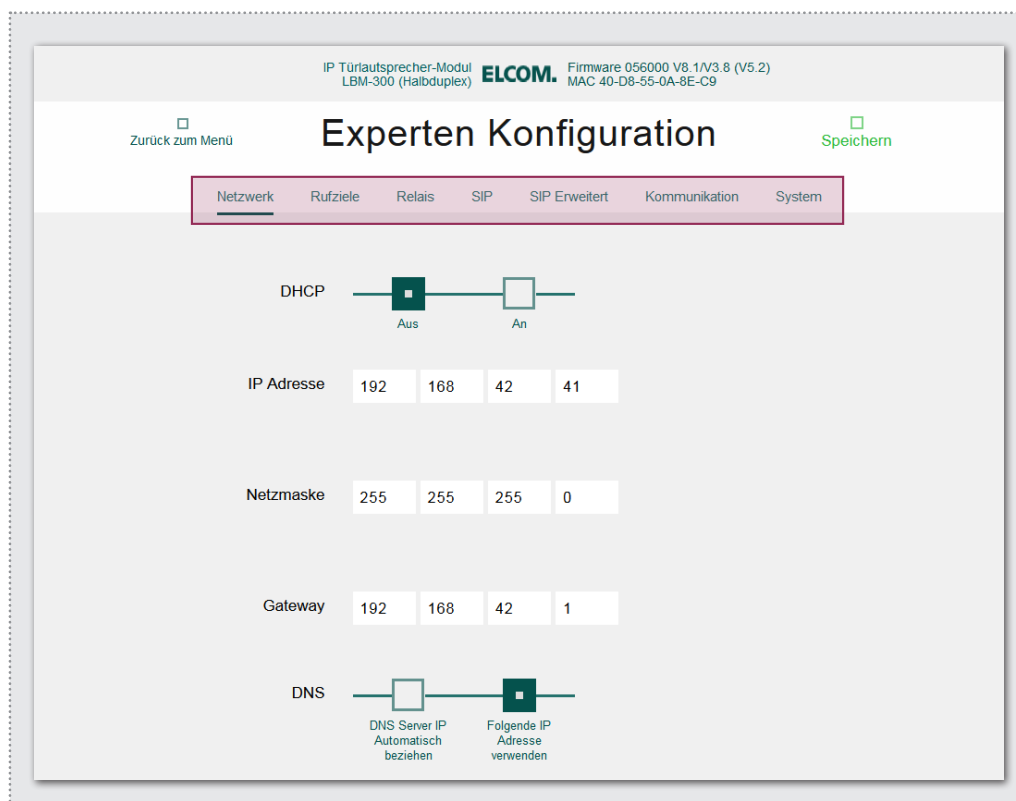 IP Türlautsprecher-Modul
LBM-300 (Halbduplex)
ELCOM.
Firmware 056000 V8.1/V3.8 (V5.2)
MAC 40-D8-55-0A-8E-C9
Zurück zum Menü
Experten Konfiguration
Speichern
Netzwerk Rufziele Relais SIP SIP Erweitert Kommunikation System
DHCP
Aus An
IP Adresse 192 168 42 41
Netzmaske 255 255 255 0
Gateway 192 168 42 1
DNS
DNS Server IP
Automatisch
beziehen
Folgende IP
Adresse
verwenden